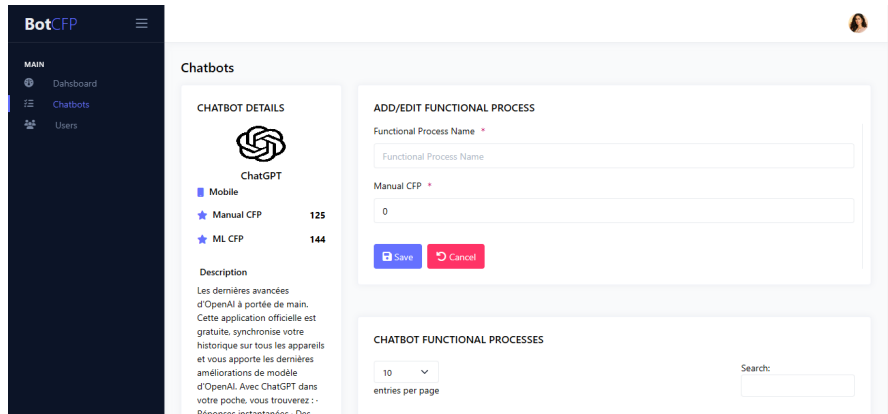 BotCFP
MAIN
Dahsboard
Chatbots
Users
Chatbots
CHATBOT DETAILS
ChatGPT
Mobile
Manual CFP 125
ML CFP 144
Description
Les dernières avancées
d'OpenAI à portée de main.
Cette application officielle est
gratuite, synchronise votre
historique sur tous les appareils
et vous apporte les dernières
améliorations de modèle
d'OpenAI. Avec ChatGPT dans
votre poche, vous trouverez : -
Réponses instantanées · Des
ADD/EDIT FUNCTIONAL PROCESS
Functional Process Name *
Functional Process Name
Manual CFP *
0
Save Cancel
CHATBOT FUNCTIONAL PROCESSES
10
entries per page
Search: